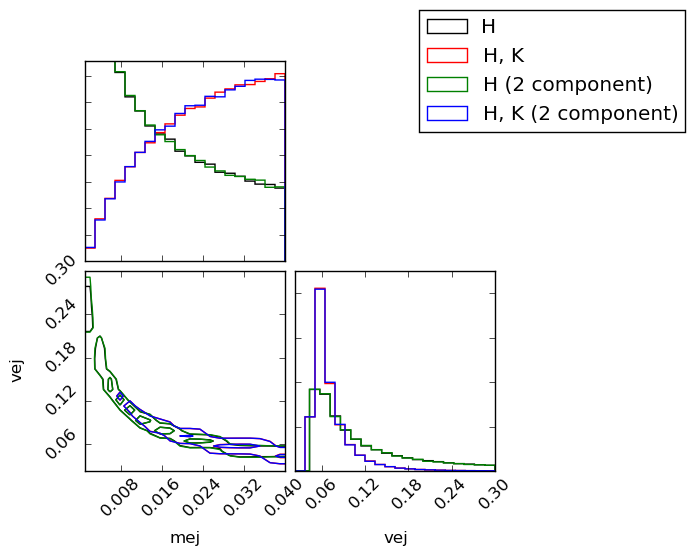 H
H, K
H (2 component)
H, K (2 component)
0.30
0.24
0.18
0.12
0.06
vej
0.008
0.016
0.024
0.032
0.040
mej
0.06
0.12
0.18
0.24
0.30
vej